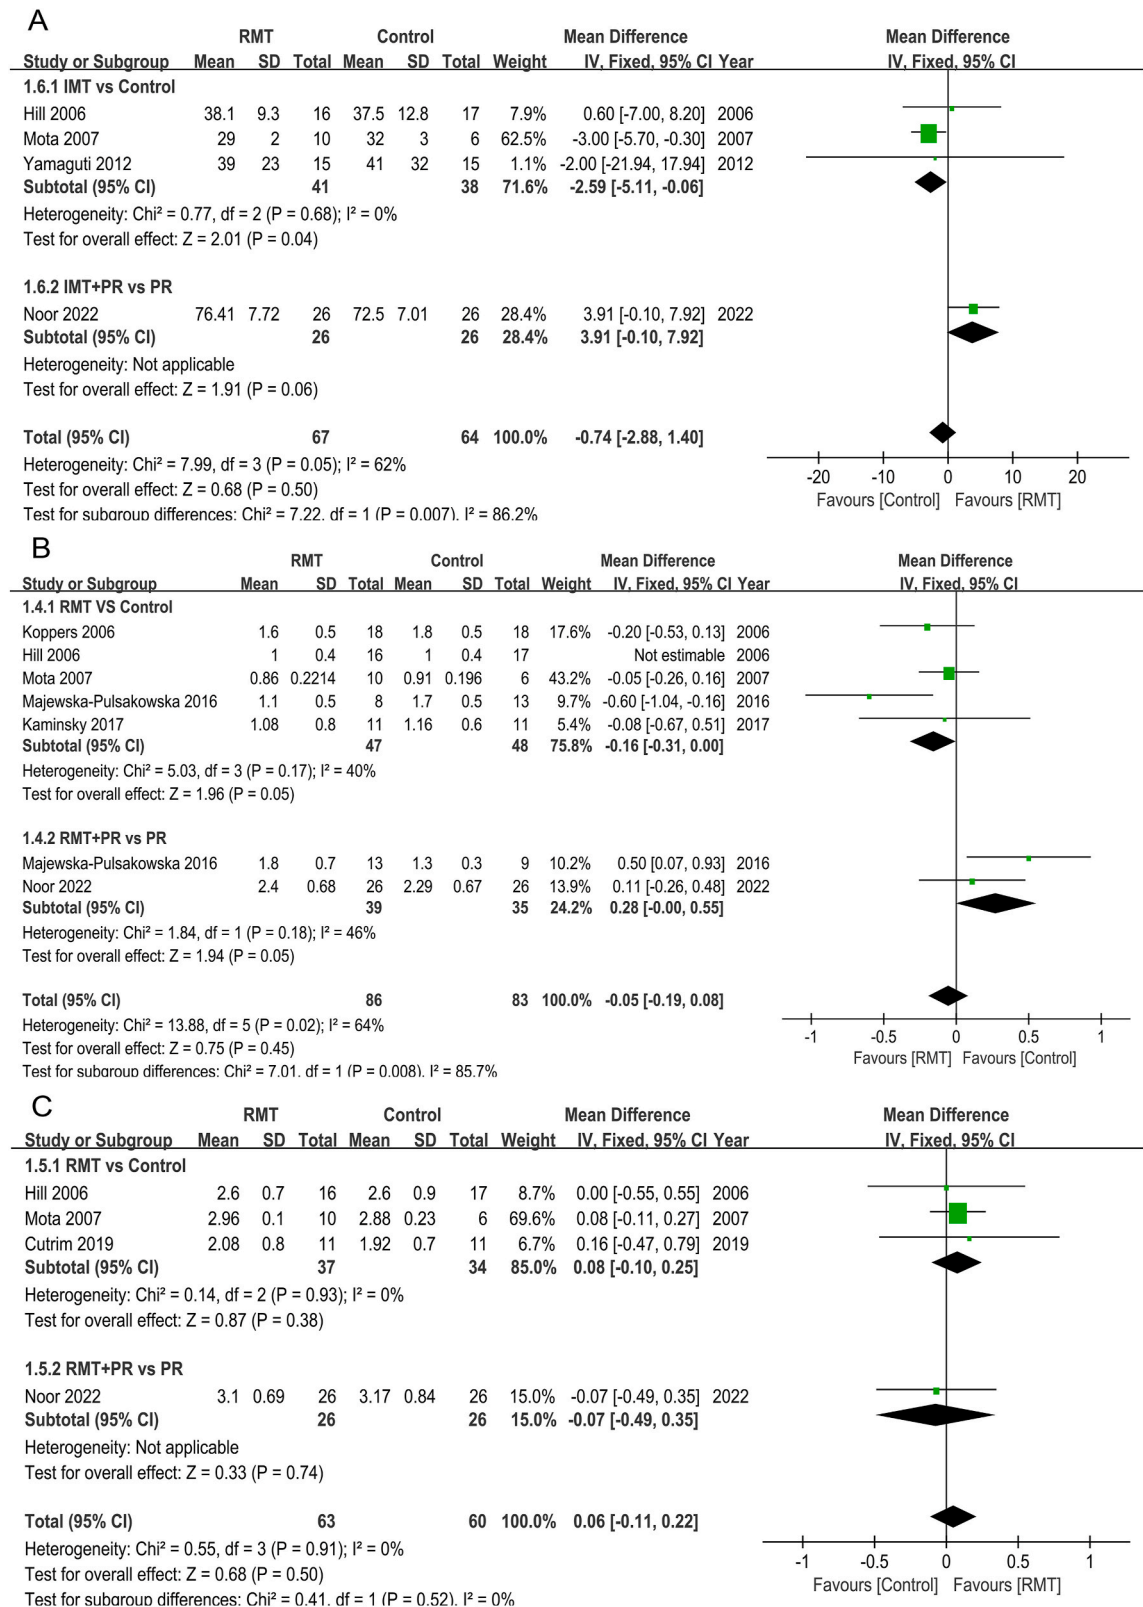 A
RMT Control Mean Difference Mean Difference
Study or Subgroup Mean SD Total Mean SD Total Weight IV, Fixed, 95% CI Year IV, Fixed, 95% CI
1.6.1 IMT vs Control
Hill 2006 38.1 9.3 16 37.5 12.8 17 7.9% 0.60 [-7.00, 8.20] 2006
Mota 2007 29 2 10 32 3 6 62.5% -3.00 [-5.70, -0.30] 2007
Yamaguti 2012 39 23 15 41 32 15 1.1% -2.00 [-21.94, 17.94] 2012
Subtotal (95% CI) 41 38 71.6% -2.59 [-5.11, -0.06]
Heterogeneity: Chi² = 0.77, df = 2 (P = 0.68); I² = 0%
Test for overall effect: Z = 2.01 (P = 0.04)
1.6.2 IMT+PR vs PR
Noor 2022 76.41 7.72 26 72.5 7.01 26 28.4% 3.91 [-0.10, 7.92] 2022
Subtotal (95% CI) 26 26 28.4% 3.91 [-0.10, 7.92]
Heterogeneity: Not applicable
Test for overall effect: Z = 1.91 (P = 0.06)
Total (95% CI) 67 64 100.0% -0.74 [-2.88, 1.40]
Heterogeneity: Chi² = 7.99, df = 3 (P = 0.05); I² = 62%
Test for overall effect: Z = 0.68 (P = 0.50)
Test for subgroup differences: Chi² = 7.22, df = 1 (P = 0.007), I² = 86.2%
-20 -10 0 10 20
Favours [Control] Favours [RMT]
B
RMT Control Mean Difference Mean Difference
Study or Subgroup Mean SD Total Mean SD Total Weight IV, Fixed, 95% CI Year IV, Fixed, 95% CI
1.4.1 RMT VS Control
Koppers 2006 1.6 0.5 18 1.8 0.5 18 17.6% -0.20 [-0.53, 0.13] 2006
Hill 2006 1 0.4 16 1 0.4 17 Not estimable 2006
Mota 2007 0.86 0.2214 10 0.91 0.196 6 43.2% -0.05 [-0.26, 0.16] 2007
Majewska-Pulsakowska 2016 1.1 0.5 8 1.7 0.5 13 9.7% -0.60 [-1.04, -0.16] 2016
Kaminsky 2017 1.08 0.8 11 1.16 0.6 11 5.4% -0.08 [-0.67, 0.51] 2017
Subtotal (95% CI) 47 48 75.8% -0.16 [-0.31, 0.00]
Heterogeneity: Chi² = 5.03, df = 3 (P = 0.17); I² = 40%
Test for overall effect: Z = 1.96 (P = 0.05)
1.4.2 RMT+PR vs PR
Majewska-Pulsakowska 2016 1.8 0.7 13 1.3 0.3 9 10.2% 0.50 [0.07, 0.93] 2016
Noor 2022 2.4 0.68 26 2.29 0.67 26 13.9% 0.11 [-0.26, 0.48] 2022
Subtotal (95% CI) 39 35 24.2% 0.28 [-0.00, 0.55]
Heterogeneity: Chi² = 1.84, df = 1 (P = 0.18); I² = 46%
Test for overall effect: Z = 1.94 (P = 0.05)
Total (95% CI) 86 83 100.0% -0.05 [-0.19, 0.08]
Heterogeneity: Chi² = 13.88, df = 5 (P = 0.02); I² = 64%
Test for overall effect: Z = 0.75 (P = 0.45)
Test for subgroup differences: Chi² = 7.01, df = 1 (P = 0.008), I² = 85.7%
-1 -0.5 0 0.5 1
Favours [RMT] Favours [Control]
C
RMT Control Mean Difference Mean Difference
Study or Subgroup Mean SD Total Mean SD Total Weight IV, Fixed, 95% CI Year IV, Fixed, 95% CI
1.5.1 RMT vs Control
Hill 2006 2.6 0.7 16 2.6 0.9 17 8.7% 0.00 [-0.55, 0.55] 2006
Mota 2007 2.96 0.1 10 2.88 0.23 6 69.6% 0.08 [-0.11, 0.27] 2007
Cutrim 2019 2.08 0.8 11 1.92 0.7 11 6.7% 0.16 [-0.47, 0.79] 2019
Subtotal (95% CI) 37 34 85.0% 0.08 [-0.10, 0.25]
Heterogeneity: Chi² = 0.14, df = 2 (P = 0.93); I² = 0%
Test for overall effect: Z = 0.87 (P = 0.38)
1.5.2 RMT+PR vs PR
Noor 2022 3.1 0.69 26 3.17 0.84 26 15.0% -0.07 [-0.49, 0.35] 2022
Subtotal (95% CI) 26 26 15.0% -0.07 [-0.49, 0.35]
Heterogeneity: Not applicable
Test for overall effect: Z = 0.33 (P = 0.74)
Total (95% CI) 63 60 100.0% 0.06 [-0.11, 0.22]
Heterogeneity: Chi² = 0.55, df = 3 (P = 0.91); I² = 0%
Test for overall effect: Z = 0.68 (P = 0.50)
Test for subgroup differences: Chi² = 0.41, df = 1 (P = 0.52), I² = 0%
-1 -0.5 0 0.5 1
Favours [Control] Favours [RMT]